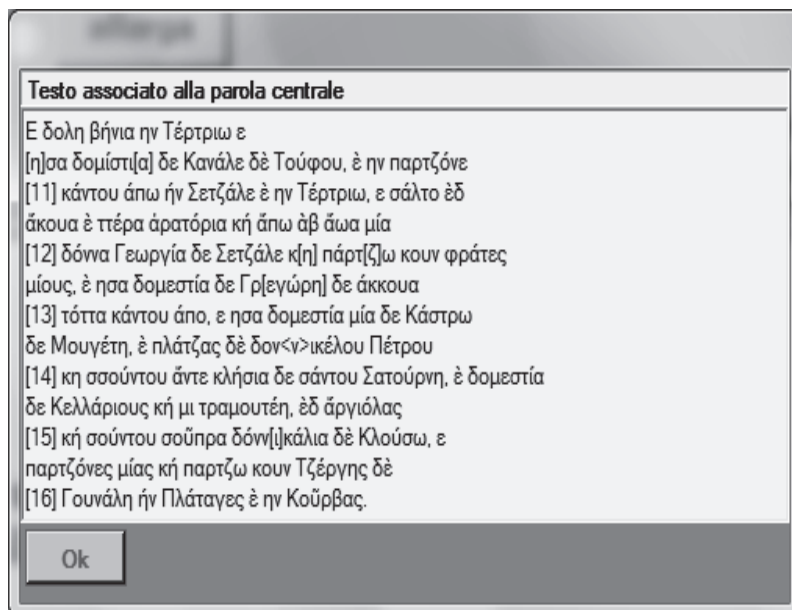 Testo associato alla parola centrale
Ε δολη βήνια ην Τέρτριω ε
[η]σα δομίστι[α] δε Κανάλε δὲ Τούφου, ὲ ην παρτζόνε
[11] κάντου άπω ήν Σετζάλε ὲ ην Τέρτριω, ε σάλτο ὲδ
ἄκουα ὲ ττέρα ἀρατόρια κή ἄπω ὰβ ἄωα μία
[12] δόννα Γεωργία δε Σετζάλε κ[η] πάρτ[ζ]ω κουν φράτες
μίους, ὲ ησα δομεστία δε Γρ[εγώρη] δε άκκουα
[13] τόττα κάντου άπο, ε ησα δομεστία μία δε Κάστρω
δε Μουγέτη, ὲ πλάτζας δὲ δον<ν>ικέλου Πέτρου
[14] κη σσούντου ἄντε κλήσια δε σάντου Σατούρνη, ὲ δομεστία
δε Κελλάριους κή μι τραμουτέν, ὲδ ἄργιόλας
[15] κή σούντου σοῦπρα δόνν[ι]κάλια δὲ Κλούσω, ε
παρτζόνες μίας κή παρτζω κουν Τζέργης δὲ
[16] Γουνάλη ήν Πλάταγες ὲ ην Κοῦρβας.
Ok